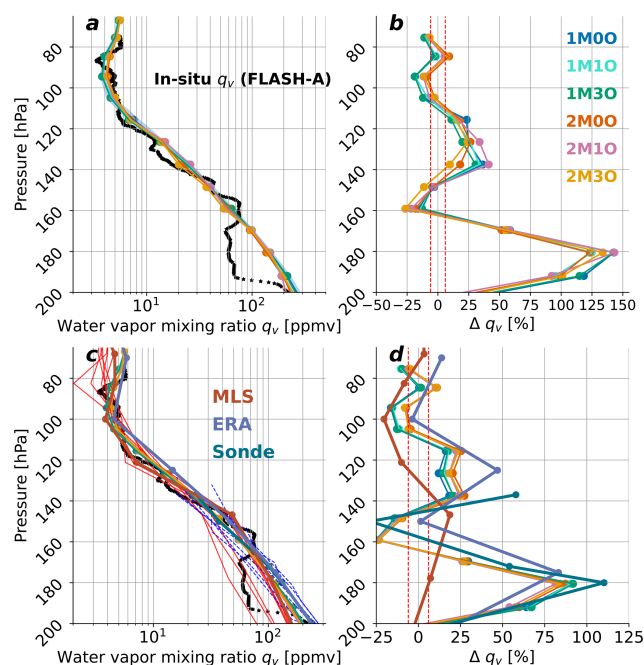 a
b
In-situ qv (FLASH-A)
1M0O
1M1O
1M3O
2M0O
2M1O
2M3O
Pressure [hPa]
80
100
120
140
160
180
200
10¹
10²
Water vapor mixing ratio qv [ppmv]
80
100
120
140
160
180
200
−50
−25
0
25
50
75
100
125
150
Δ qv [%]
c
d
MLS
ERA
Sonde
Pressure [hPa]
80
100
120
140
160
180
200
10¹
10²
Water vapor mixing ratio qv [ppmv]
80
100
120
140
160
180
200
−25
0
25
50
75
100
125
Δ qv [%]